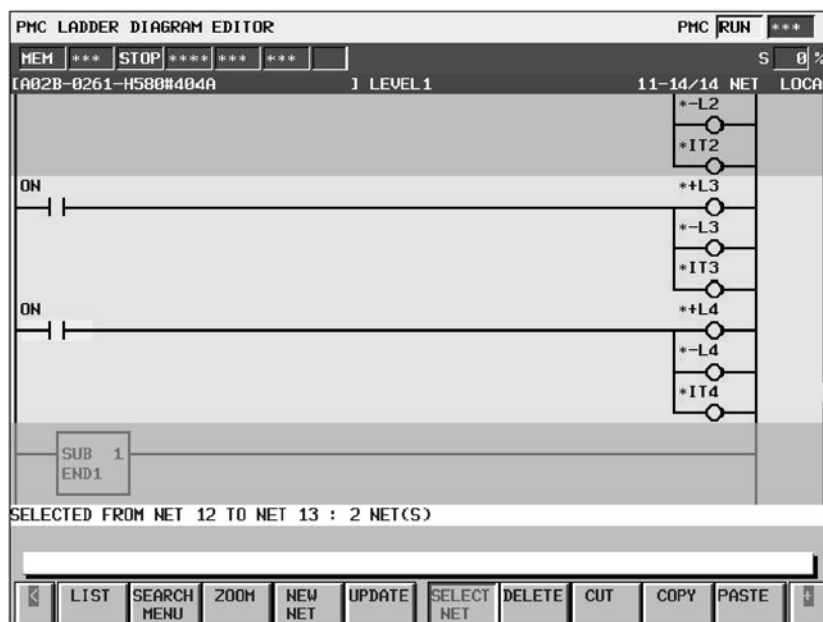 PMC LADDER DIAGRAM EDITOR PMC RUN ***
MEM *** STOP **** *** *** S 0 %
[A02B-0261-H580#404A ] LEVEL1 11-14/14 NET LOCA
*-L2
*IT2
ON *+L3
*-L3
*IT3
ON *+L4
*-L4
*IT4
SUB 1
END1
SELECTED FROM NET 12 TO NET 13 : 2 NET(S)
< LIST SEARCH ZOOM NEW UPDATE SELECT DELETE CUT COPY PASTE +
MENU NET NET